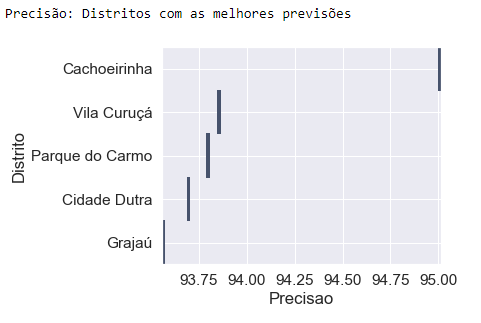 Precisão: Distritos com as melhores previsões
Cachoeirinha
Vila Curuçá
Parque do Carmo
Cidade Dutra
Grajaú
Distrito
93.75 94.00 94.25 94.50 94.75 95.00
Precisao